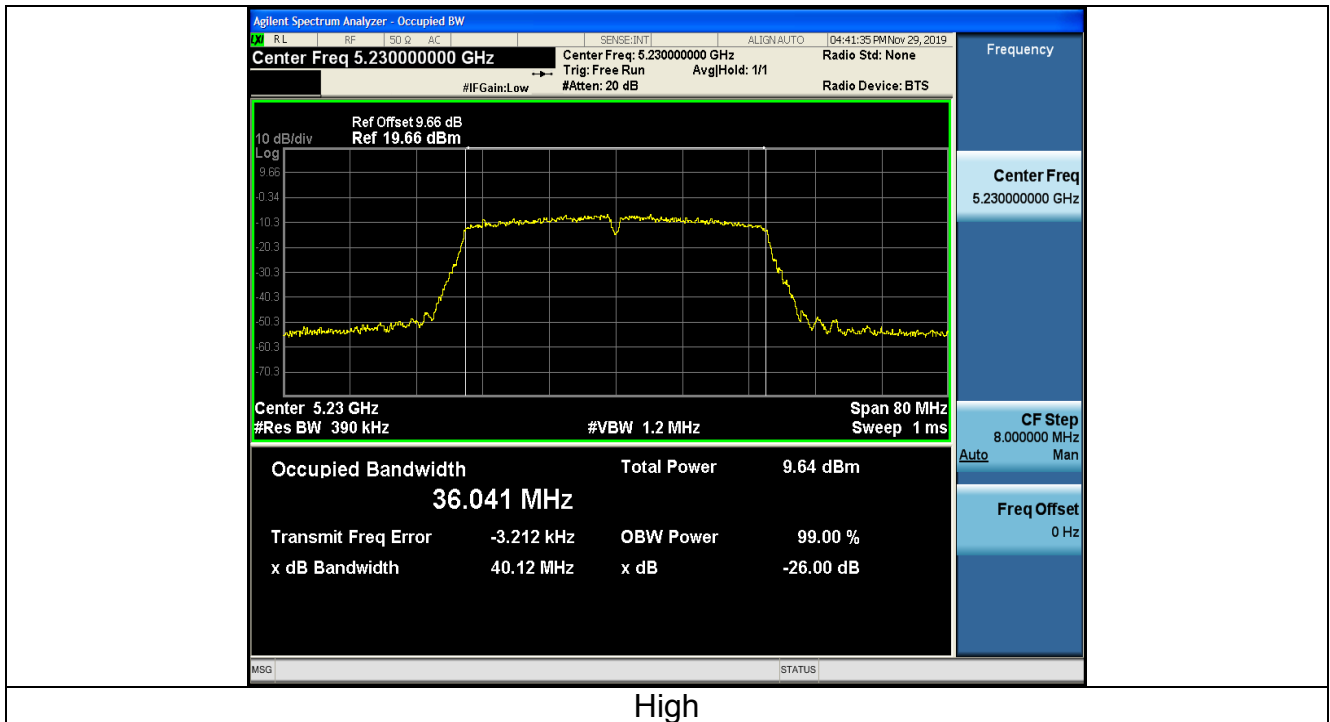 Agilent Spectrum Analyzer - Occupied BW
LXI RL RF 50 Ω AC SENSE:INT ALIGN AUTO 04:41:35 PM Nov 29, 2019
Center Freq 5.230000000 GHz
Center Freq: 5.230000000 GHz
Radio Std: None
Trig: Free Run Avg|Hold: 1/1
#IFGain:Low
#Atten: 20 dB
Radio Device: BTS
Ref Offset 9.66 dB
10 dB/div Ref 19.66 dBm
Log
9.66
-0.34
-10.3
-20.3
-30.3
-40.3
-50.3
-60.3
-70.3
Center 5.23 GHz Span 80 MHz
#Res BW 390 kHz #VBW 1.2 MHz Sweep 1 ms
Occupied Bandwidth Total Power 9.64 dBm
36.041 MHz
Transmit Freq Error -3.212 kHz OBW Power 99.00 %
x dB Bandwidth 40.12 MHz x dB -26.00 dB
MSG STATUS
Frequency
Center Freq
5.230000000 GHz
CF Step
8.000000 MHz
Auto Man
Freq Offset
0 Hz
High